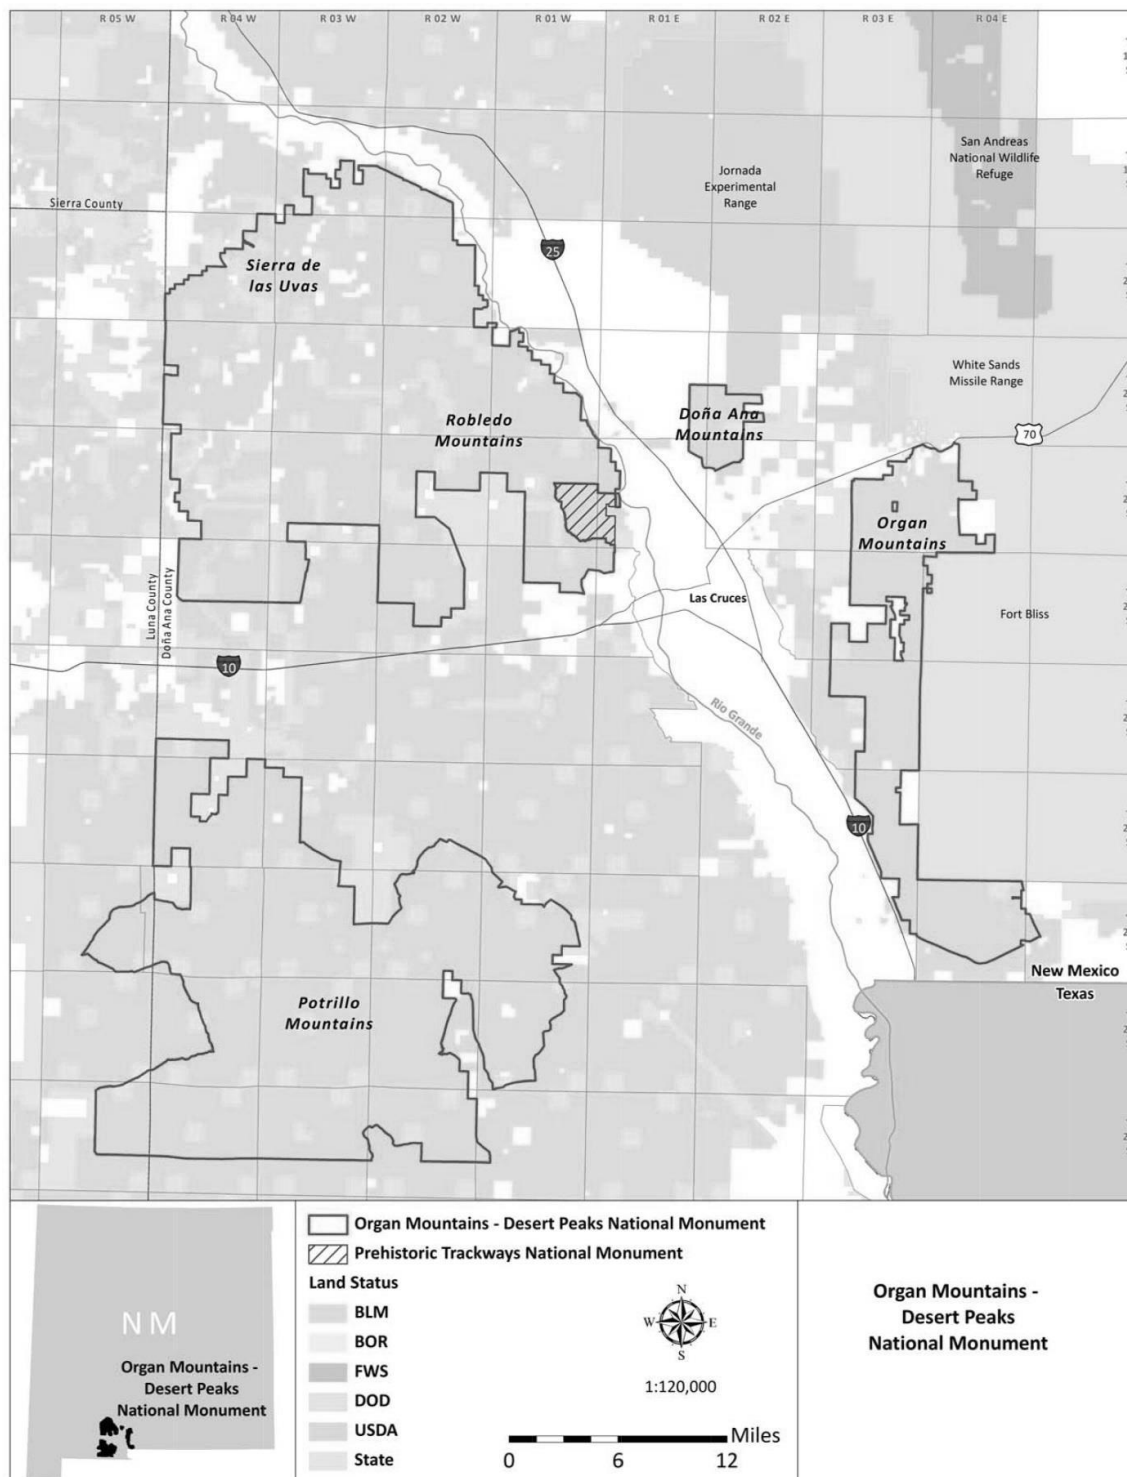 R 05 W
R 04 W
R 03 W
R 02 W
R 01 W
R 01 E
R 02 E
R 03 E
R 04 E
San Andreas
National Wildlife
Refuge
Jornada
Experimental
Range
Sierra County
25
Sierra de
las Uvas
White Sands
Missile Range
Robledo
Mountains
Doña Ana
Mountains
70
Organ
Mountains
Luna County
Doña Ana County
Las Cruces
Fort Bliss
10
Rio Grande
10
New Mexico
Texas
Potrillo
Mountains
N M
Organ Mountains -
Desert Peaks
National Monument
Organ Mountains - Desert Peaks National Monument
Prehistoric Trackways National Monument
Land Status
BLM
BOR
FWS
DOD
USDA
State
N
W E
S
1:120,000
Miles
0 6 12
Organ Mountains -
Desert Peaks
National Monument